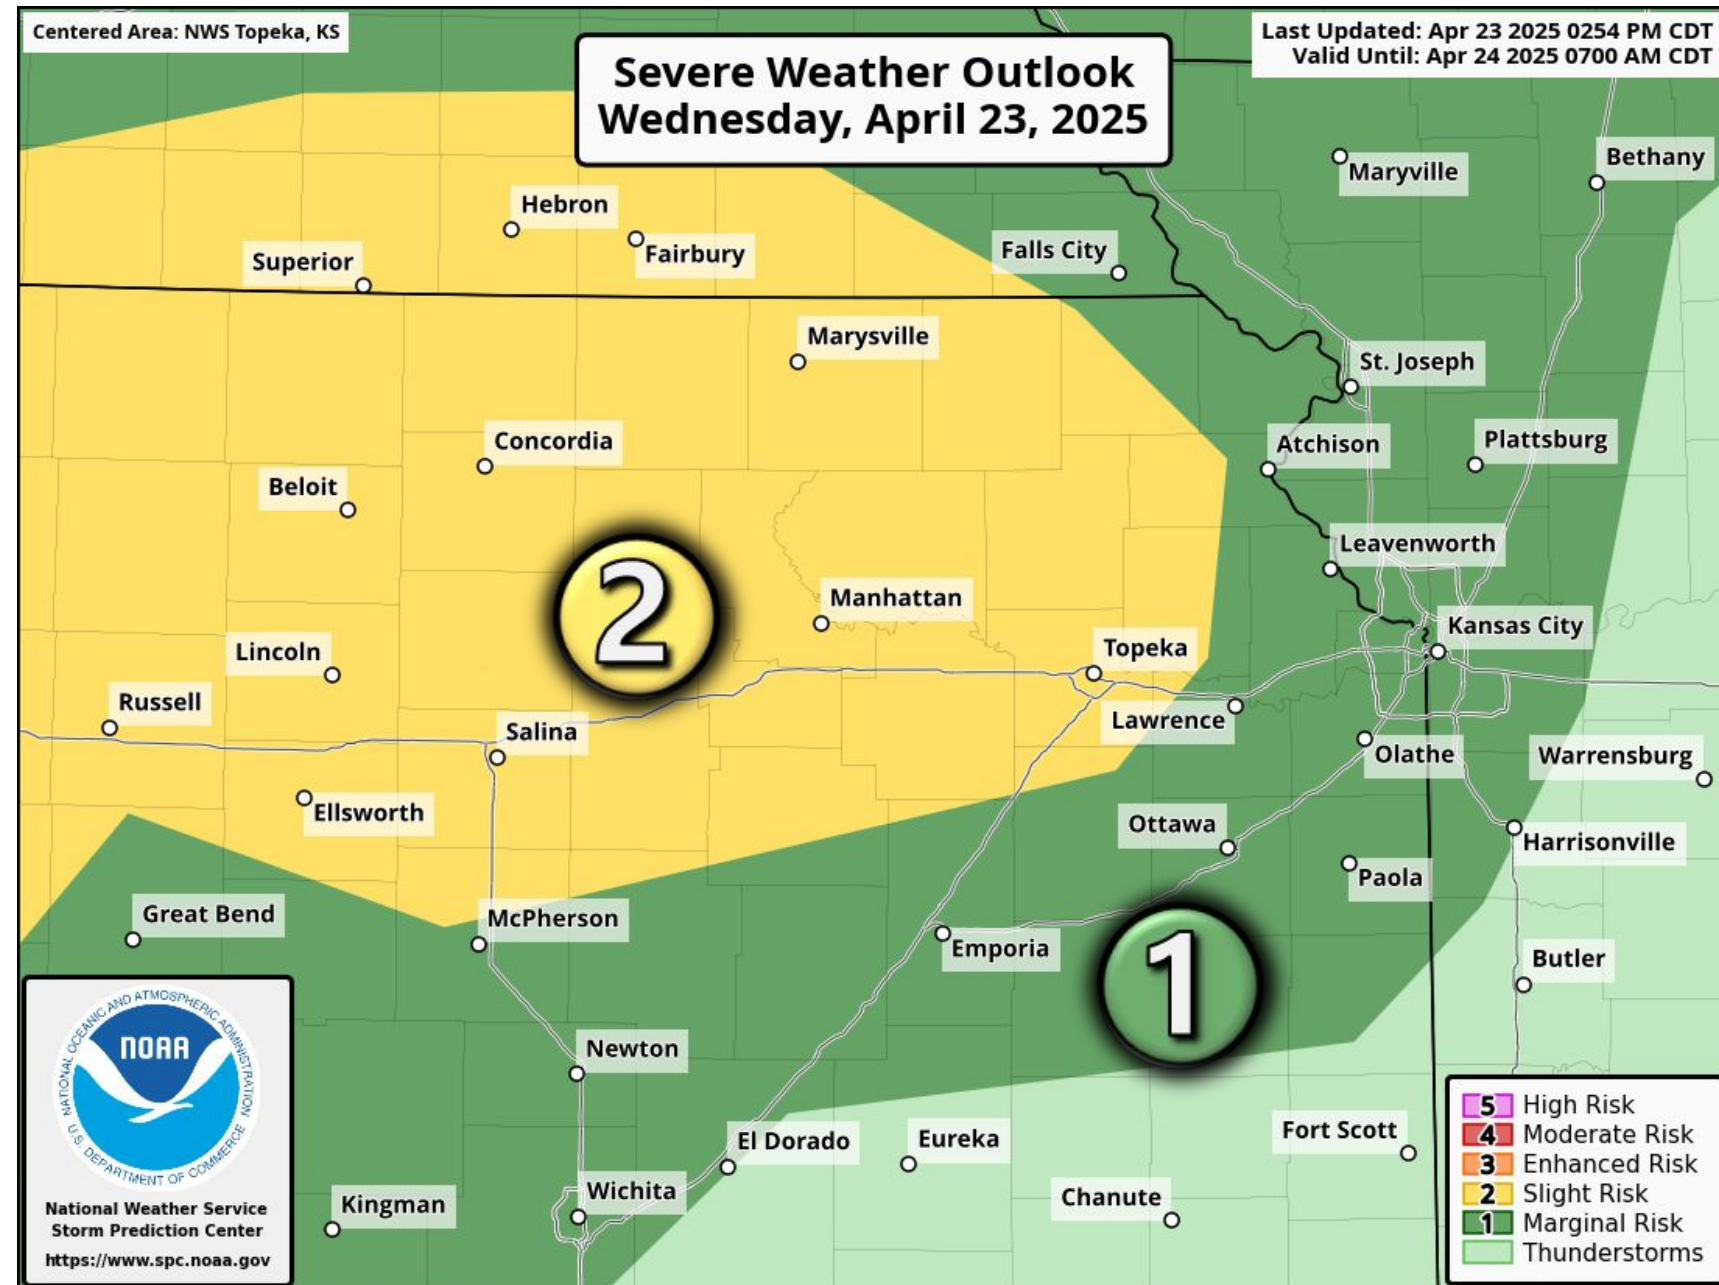 Centered Area: NWS Topeka, KS
Last Updated: Apr 23 2025 0254 PM CDT
Valid Until: Apr 24 2025 0700 AM CDT
Severe Weather Outlook
Wednesday, April 23, 2025
Bethany
Maryville
Hebron
Fairbury
Falls City
Superior
Marysville
St. Joseph
Concordia
Atchison
Plattsburg
Beloit
Leavenworth
2
Manhattan
Kansas City
Lincoln
Topeka
Russell
Lawrence
Salina
Olathe
Warrensburg
Ellsworth
Ottawa
Harrisonville
Paola
Great Bend
McPherson
Emporia
1
Butler
Newton
El Dorado
Eureka
Fort Scott
Wichita
Chanute
Kingman
NATIONAL OCEANIC AND ATMOSPHERIC ADMINISTRATION
NOAA
U.S. DEPARTMENT OF COMMERCE
National Weather Service
Storm Prediction Center
https://www.spc.noaa.gov
5 High Risk
4 Moderate Risk
3 Enhanced Risk
2 Slight Risk
1 Marginal Risk
Thunderstorms